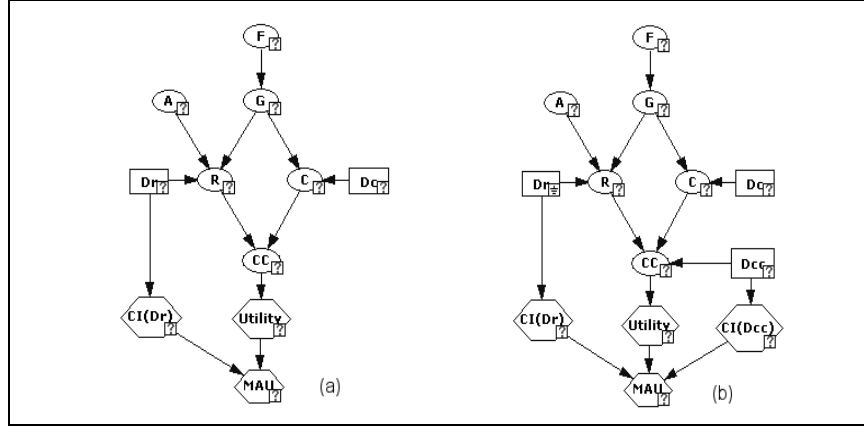 F ?
A ?
G ?
Dr ?
R ?
C ?
Dc ?
CC ?
CI(Dr) ?
Utility ?
MAU ?
(a)
F ?
A ?
G ?
Dr
R ?
C ?
Dc ?
CC ?
Dcc ?
CI(Dr) ?
Utility ?
CI(Dcc) ?
MAU ?
(b)